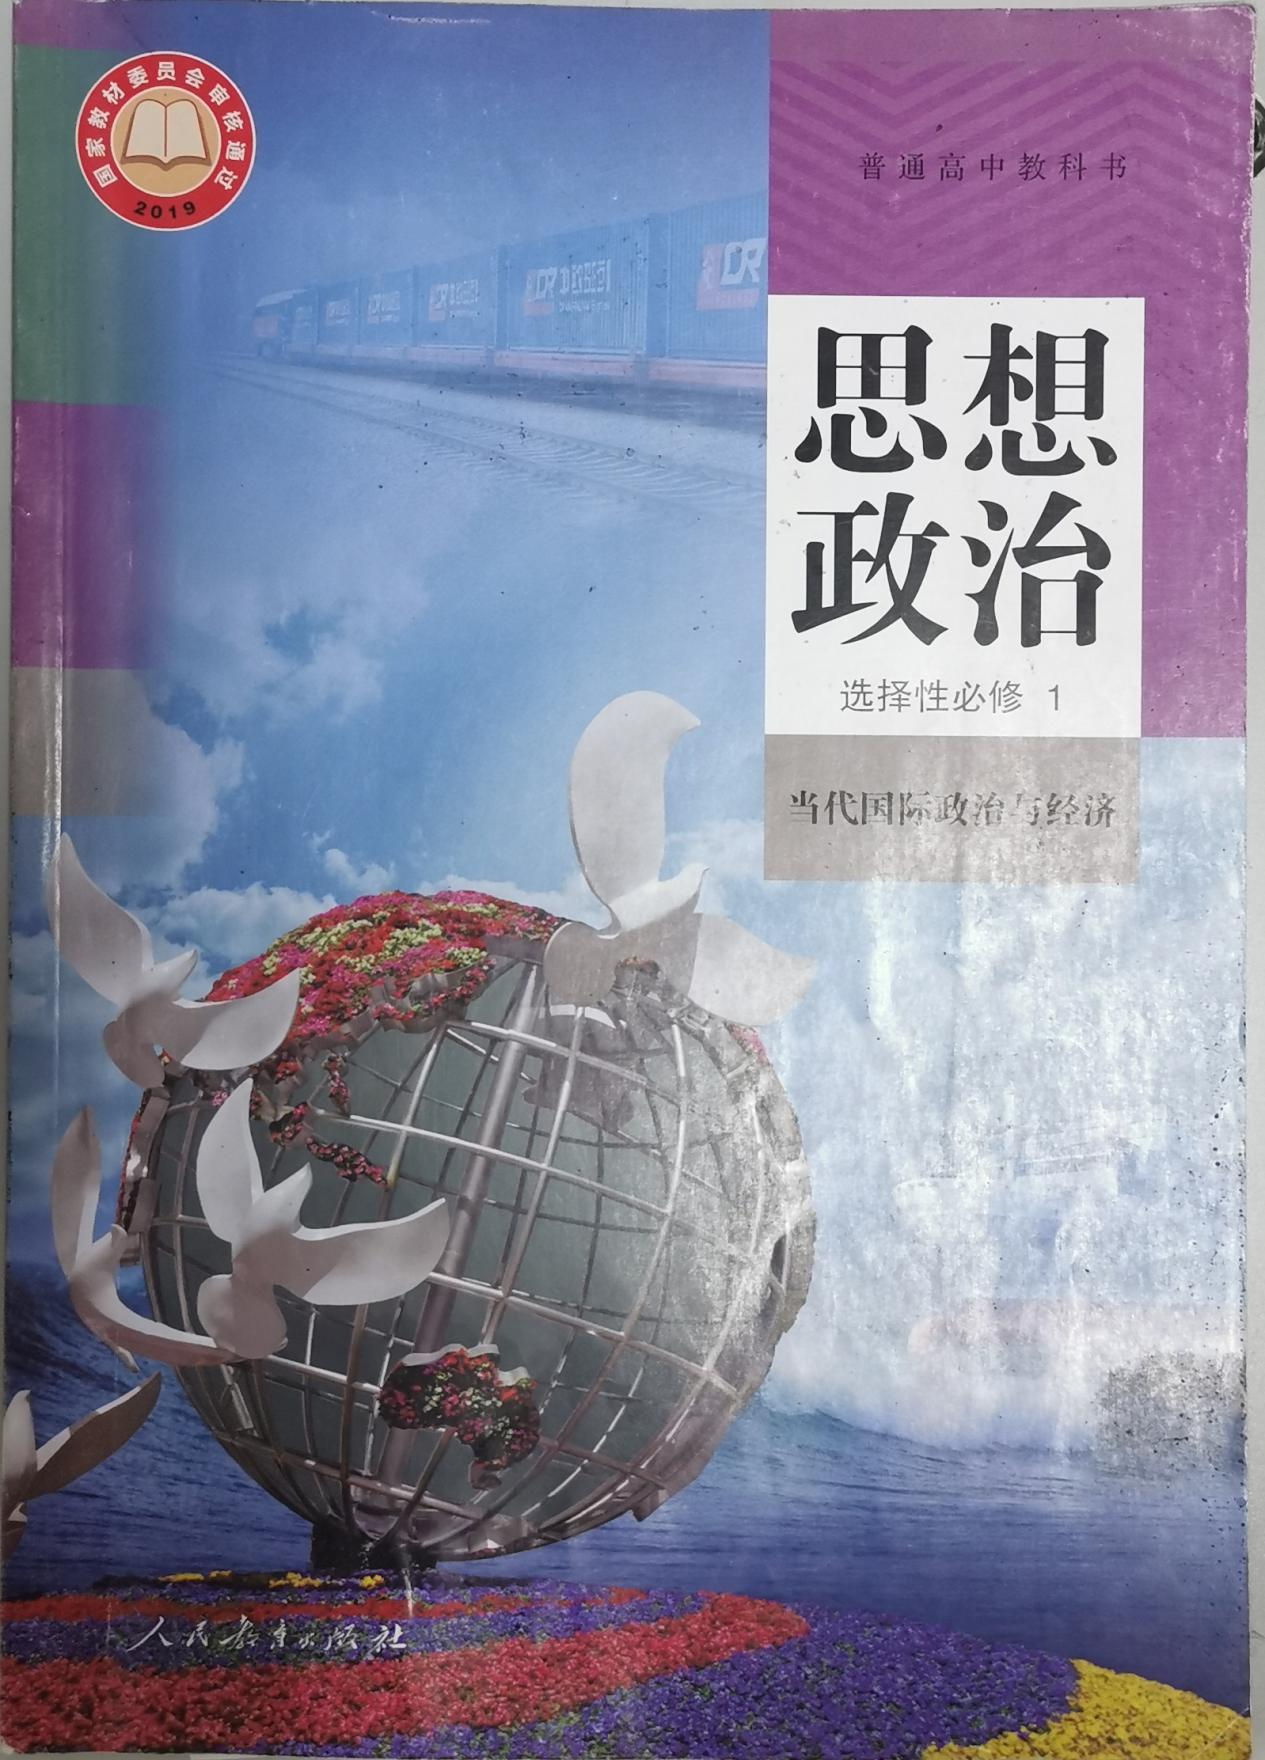 国家教材委员会审核通过
2019
普通高中教科书
思想
政治
选择性必修 1
当代国际政治与经济
人民教育出版社